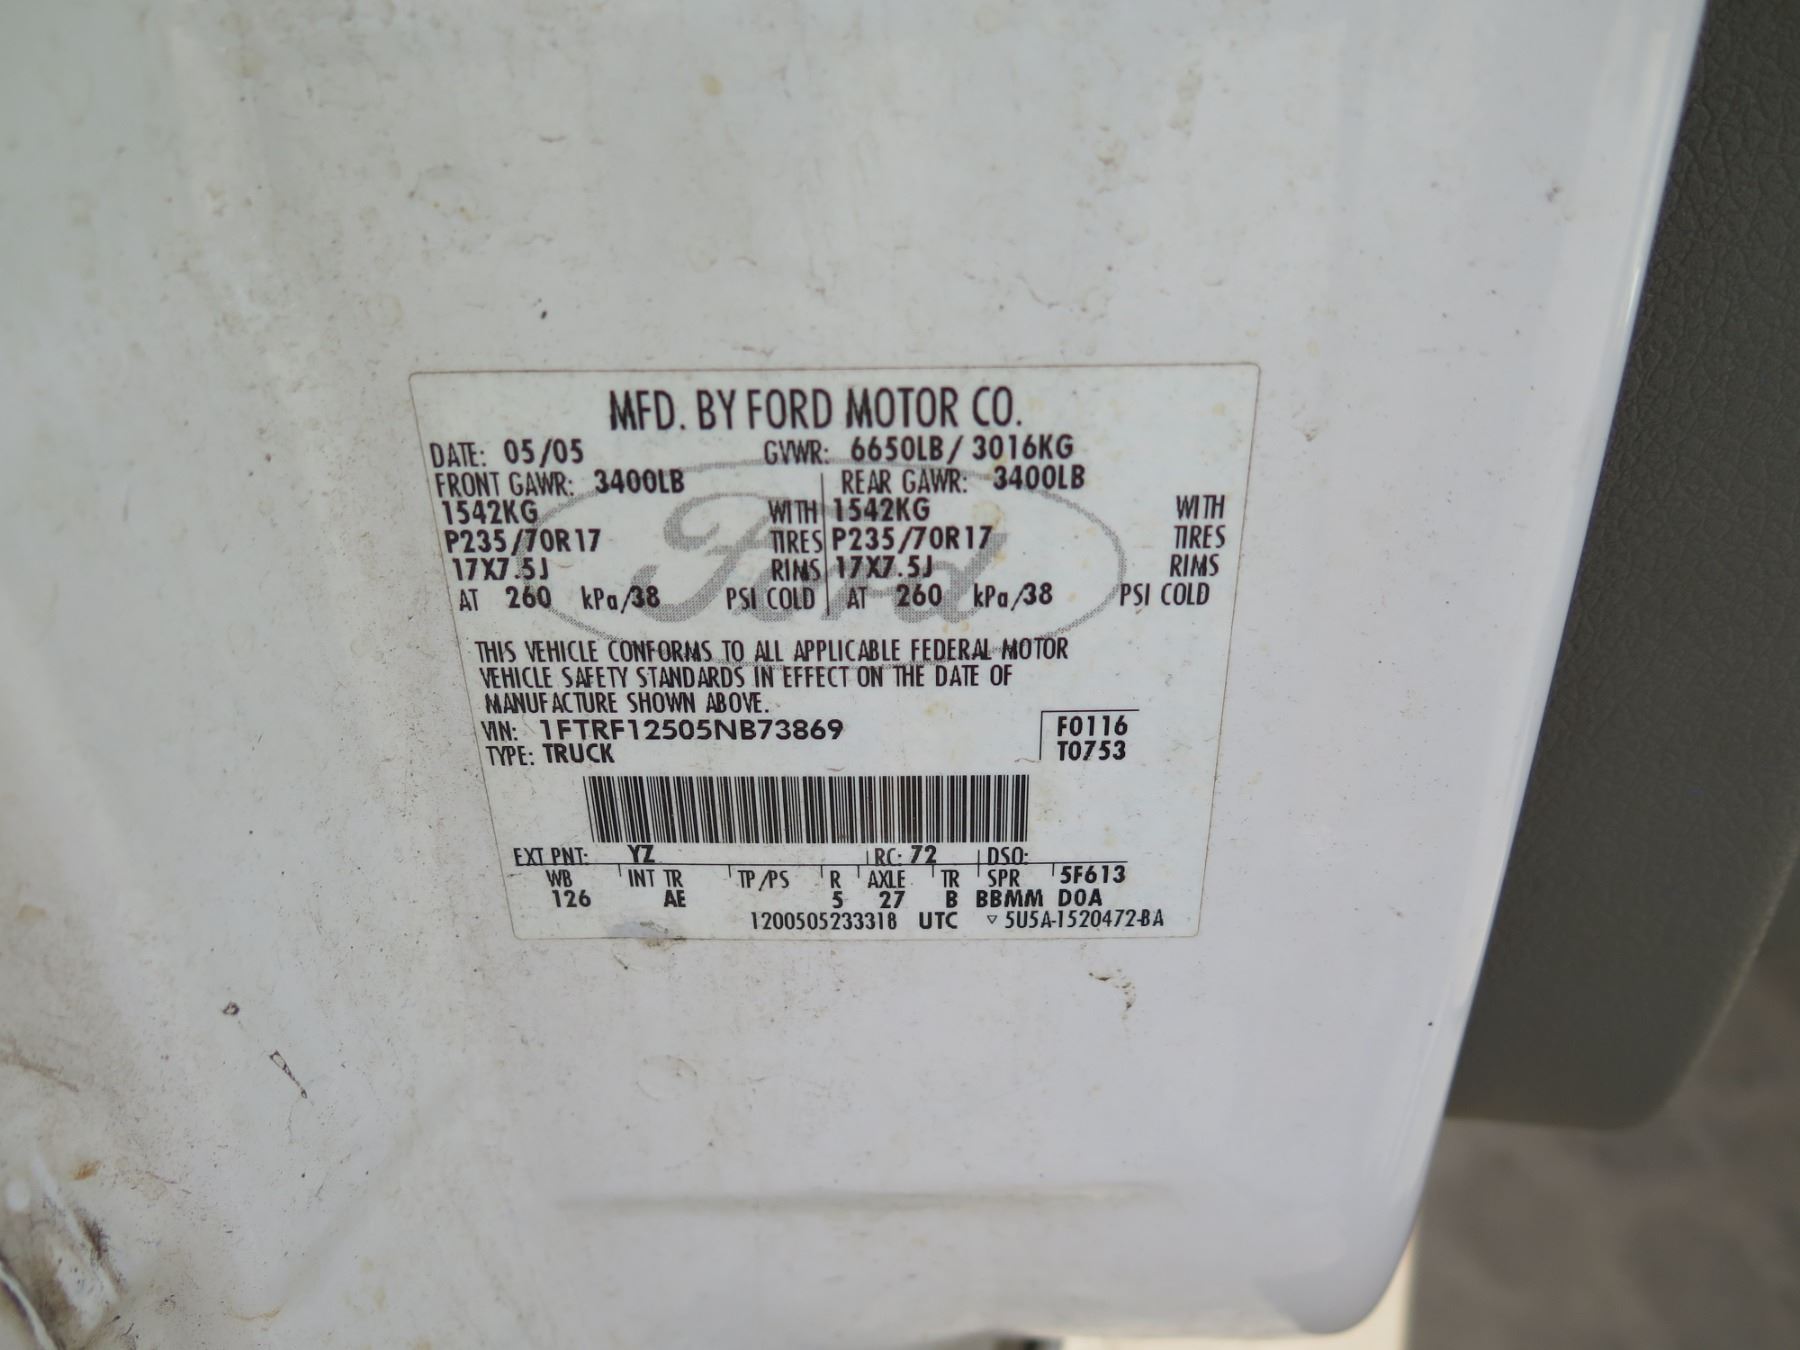 MFD. BY FORD MOTOR CO.
DATE: 05/05 GVWR: 6650LB / 3016KG
FRONT GAWR: 3400LB REAR GAWR: 3400LB
1542KG WITH 1542KG WITH
P235/70R17 TIRES P235/70R17 TIRES
17X7.5J RIMS 17X7.5J RIMS
AT 260 kPa/38 PSI COLD AT 260 kPa/38 PSI COLD
Ford
THIS VEHICLE CONFORMS TO ALL APPLICABLE FEDERAL MOTOR
VEHICLE SAFETY STANDARDS IN EFFECT ON THE DATE OF
MANUFACTURE SHOWN ABOVE.
VIN: 1FTRF12505NB73869 F0116
TYPE: TRUCK T0753
EXT PNT: YZ RC: 72 DSO:
WB INT TR TP/PS R AXLE TR SPR 5F613
126 AE 5 27 B BBMM DOA
1200505233318 UTC ▽ 5U5A-1520472-BA